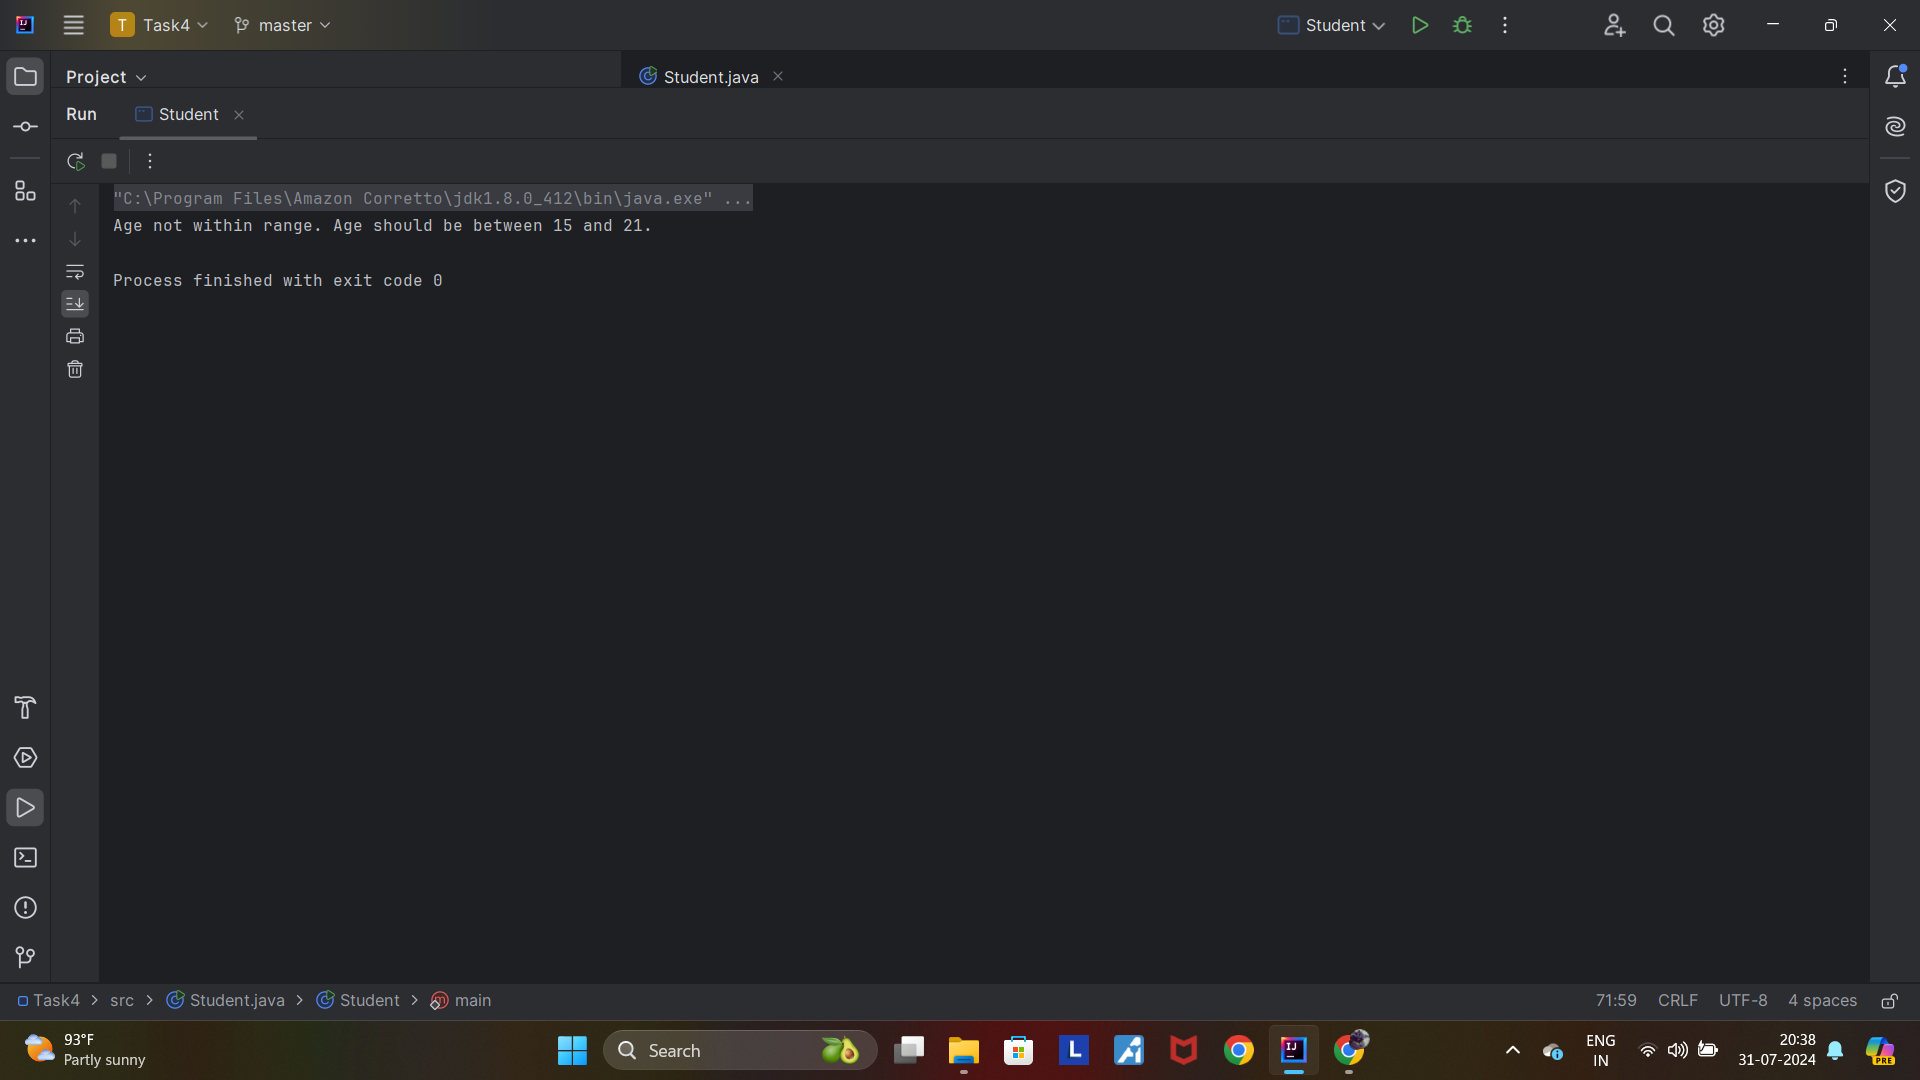 T Task4 master Student
Project Student.java
Run Student
"C:\Program Files\Amazon Corretto\jdk1.8.0_412\bin\java.exe" ...
Age not within range. Age should be between 15 and 21.
Process finished with exit code 0
Task4 > src > Student.java > Student > main 71:59 CRLF UTF-8 4 spaces
93°F
Partly sunny
Search
L
IJ
PRE
ENG
IN
20:38
31-07-2024